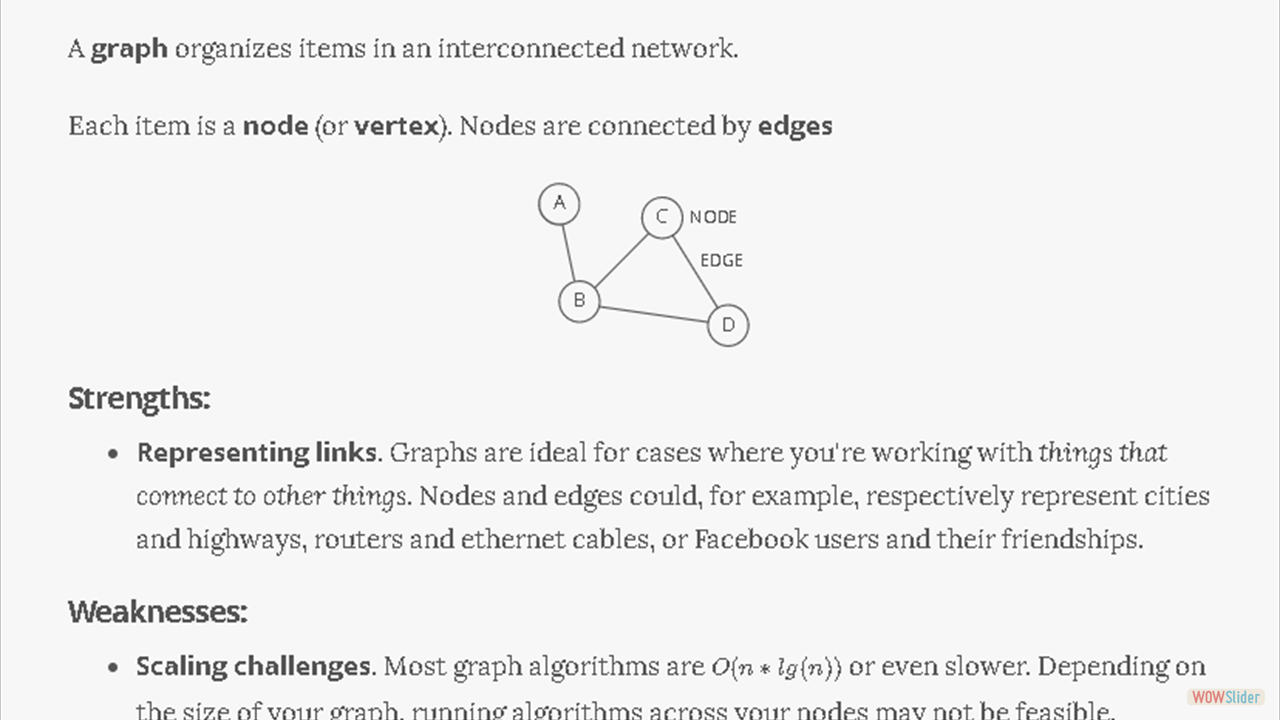 A graph organizes items in an interconnected network.
Each item is a node (or vertex). Nodes are connected by edges
A
C NODE
EDGE
B
D
Strengths:
• Representing links. Graphs are ideal for cases where you're working with things that
connect to other things. Nodes and edges could, for example, respectively represent cities
and highways, routers and ethernet cables, or Facebook users and their friendships.
Weaknesses:
• Scaling challenges. Most graph algorithms are O(n * lg(n)) or even slower. Depending on
the size of your graph, running algorithms across your nodes may not be feasible.
WOWSlider